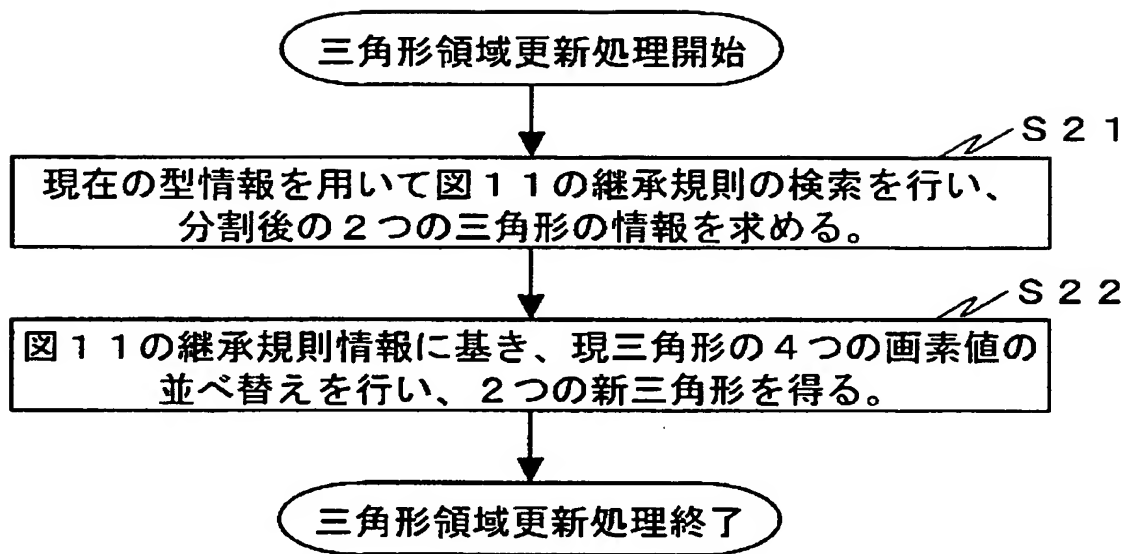 三角形領域更新処理開始
S21
現在の型情報を用いて図11の継承規則の検索を行い、
分割後の2つの三角形の情報を求める。
S22
図11の継承規則情報に基き、現三角形の4つの画素値の
並べ替えを行い、2つの新三角形を得る。
三角形領域更新処理終了